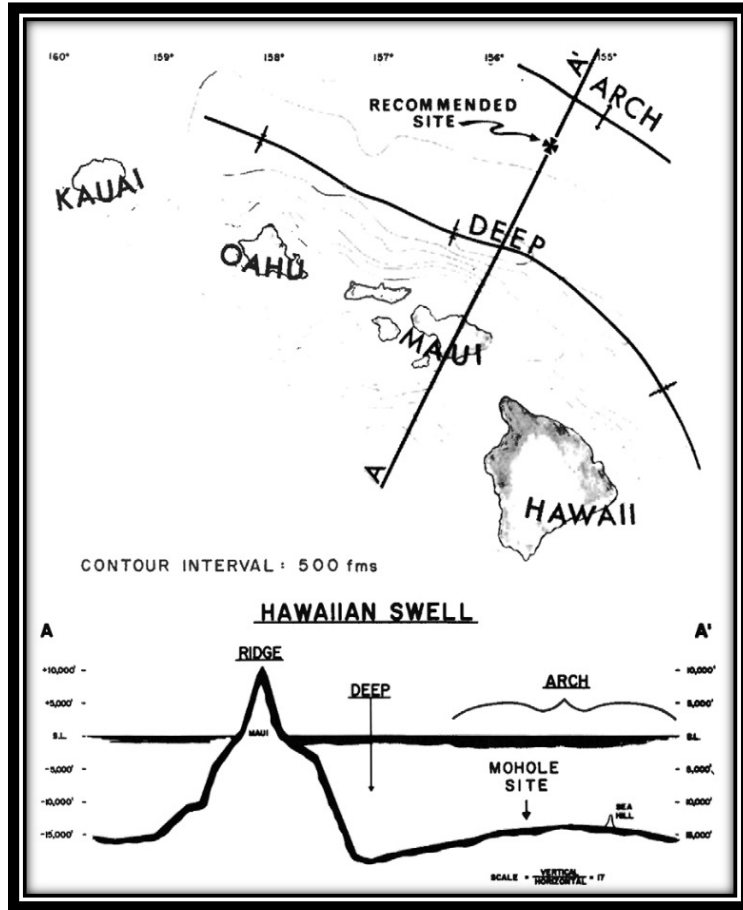 160° 159° 158° 157° 156° 155°
A'
ARCH
RECOMMENDED
SITE
KAUAI
DEEP
OAHU
MAUI
A
HAWAII
CONTOUR INTERVAL : 500 fms
HAWAIIAN SWELL
A A'
RIDGE
+10,000' 10,000'
DEEP ARCH
+5,000' 5,000'
S.L. MAUI S.L.
-5,000' 5,000'
MOHOLE
SITE
-10,000' 10,000'
SEA
HILL
-15,000' 15,000'
SCALE = VERTICAL
HORIZONTAL = 17